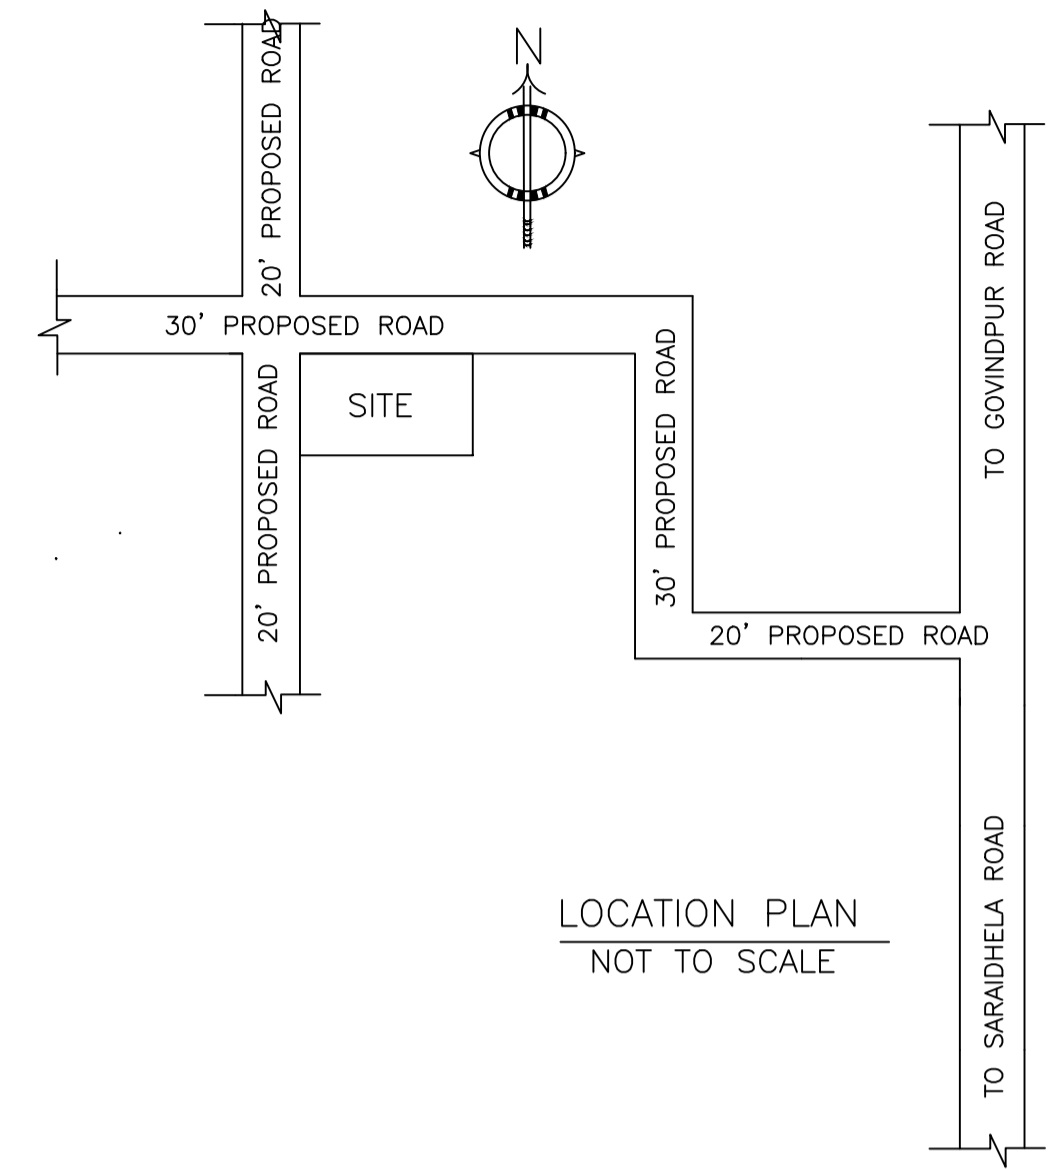 N
20' PROPOSED ROAD
30' PROPOSED ROAD
SITE
20' PROPOSED ROAD
30' PROPOSED ROAD
TO GOVINDPUR ROAD
20' PROPOSED ROAD
LOCATION PLAN
NOT TO SCALE
TO SARAIDHELA ROAD